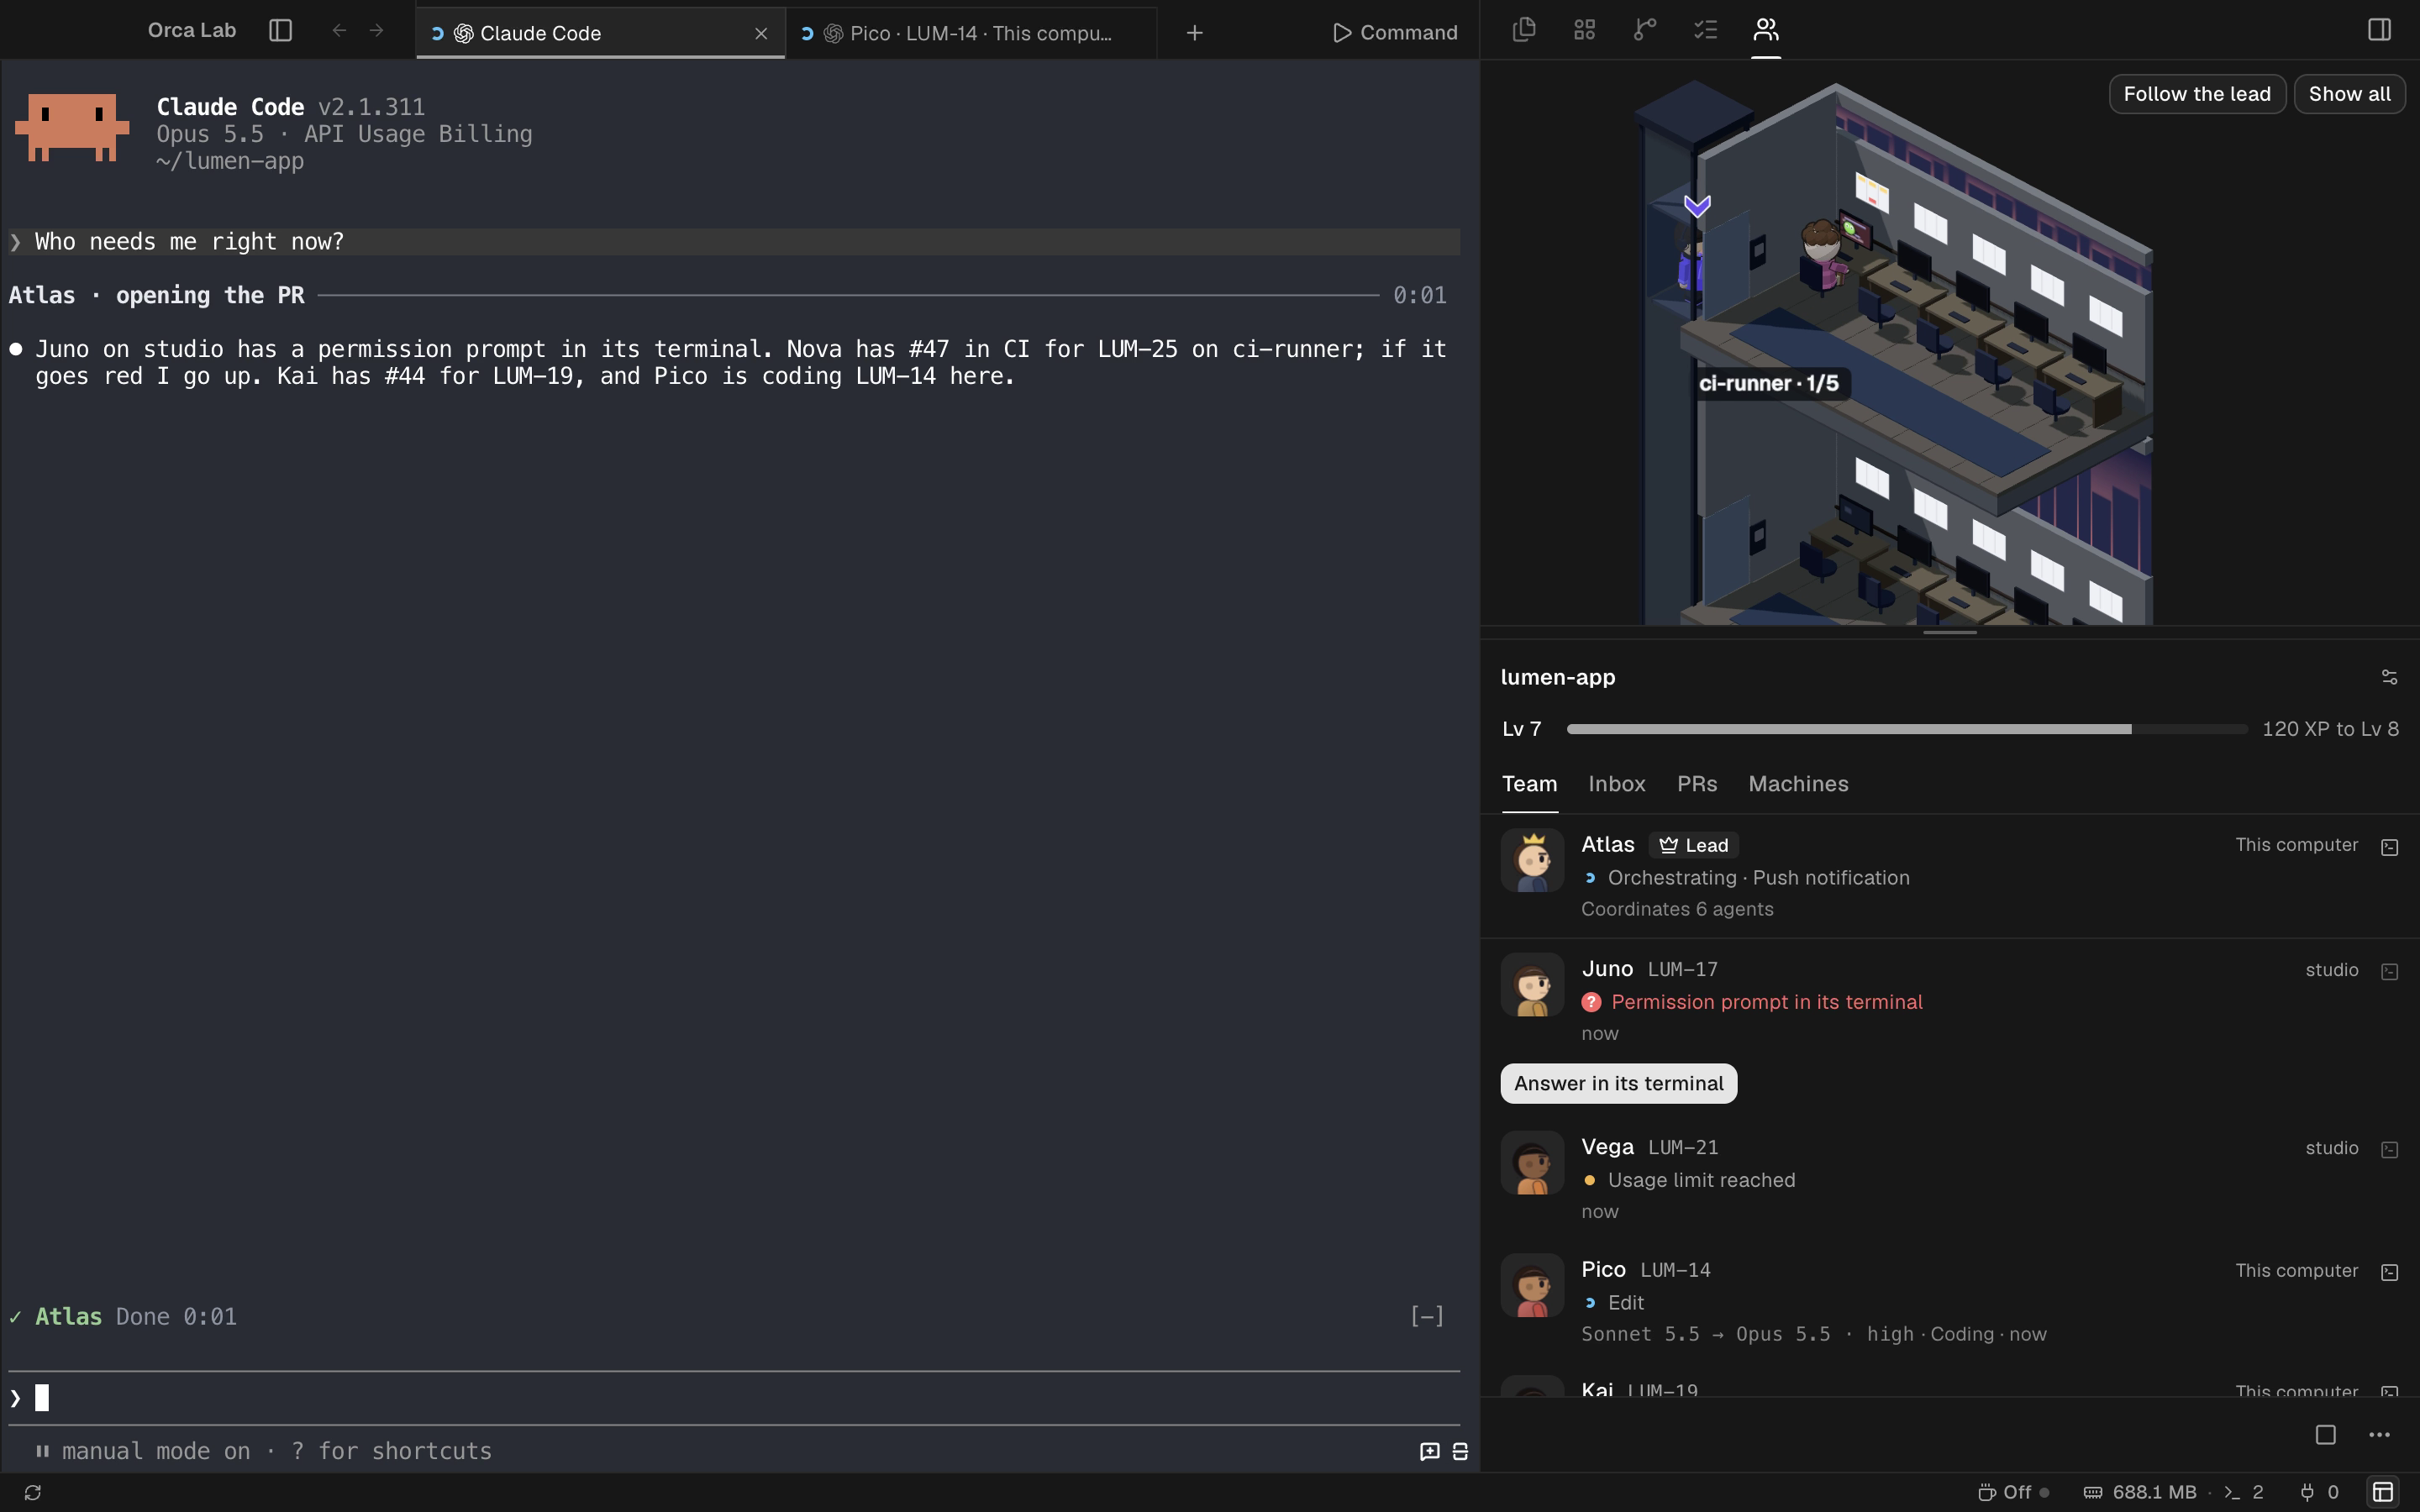 Orca Lab
Claude Code
Pico · LUM-14 · This compu...
Command
Claude Code v2.1.311
Opus 5.5 · API Usage Billing
~/lumen-app
❯ Who needs me right now?
Atlas · opening the PR 0:01
● Juno on studio has a permission prompt in its terminal. Nova has #47 in CI for LUM-25 on ci-runner; if it
goes red I go up. Kai has #44 for LUM-19, and Pico is coding LUM-14 here.
✓ Atlas Done 0:01 [-]
❯
manual mode on · ? for shortcuts
Follow the lead
Show all
ci-runner · 1/5
lumen-app
Lv 7
120 XP to Lv 8
Team Inbox PRs Machines
Atlas Lead This computer
Orchestrating · Push notification
Coordinates 6 agents
Juno LUM-17 studio
? Permission prompt in its terminal
now
Answer in its terminal
Vega LUM-21 studio
Usage limit reached
now
Pico LUM-14 This computer
Edit
Sonnet 5.5 → Opus 5.5 · high · Coding · now
Kai LUM-19 This computer
Off 688.1 MB · 2 0